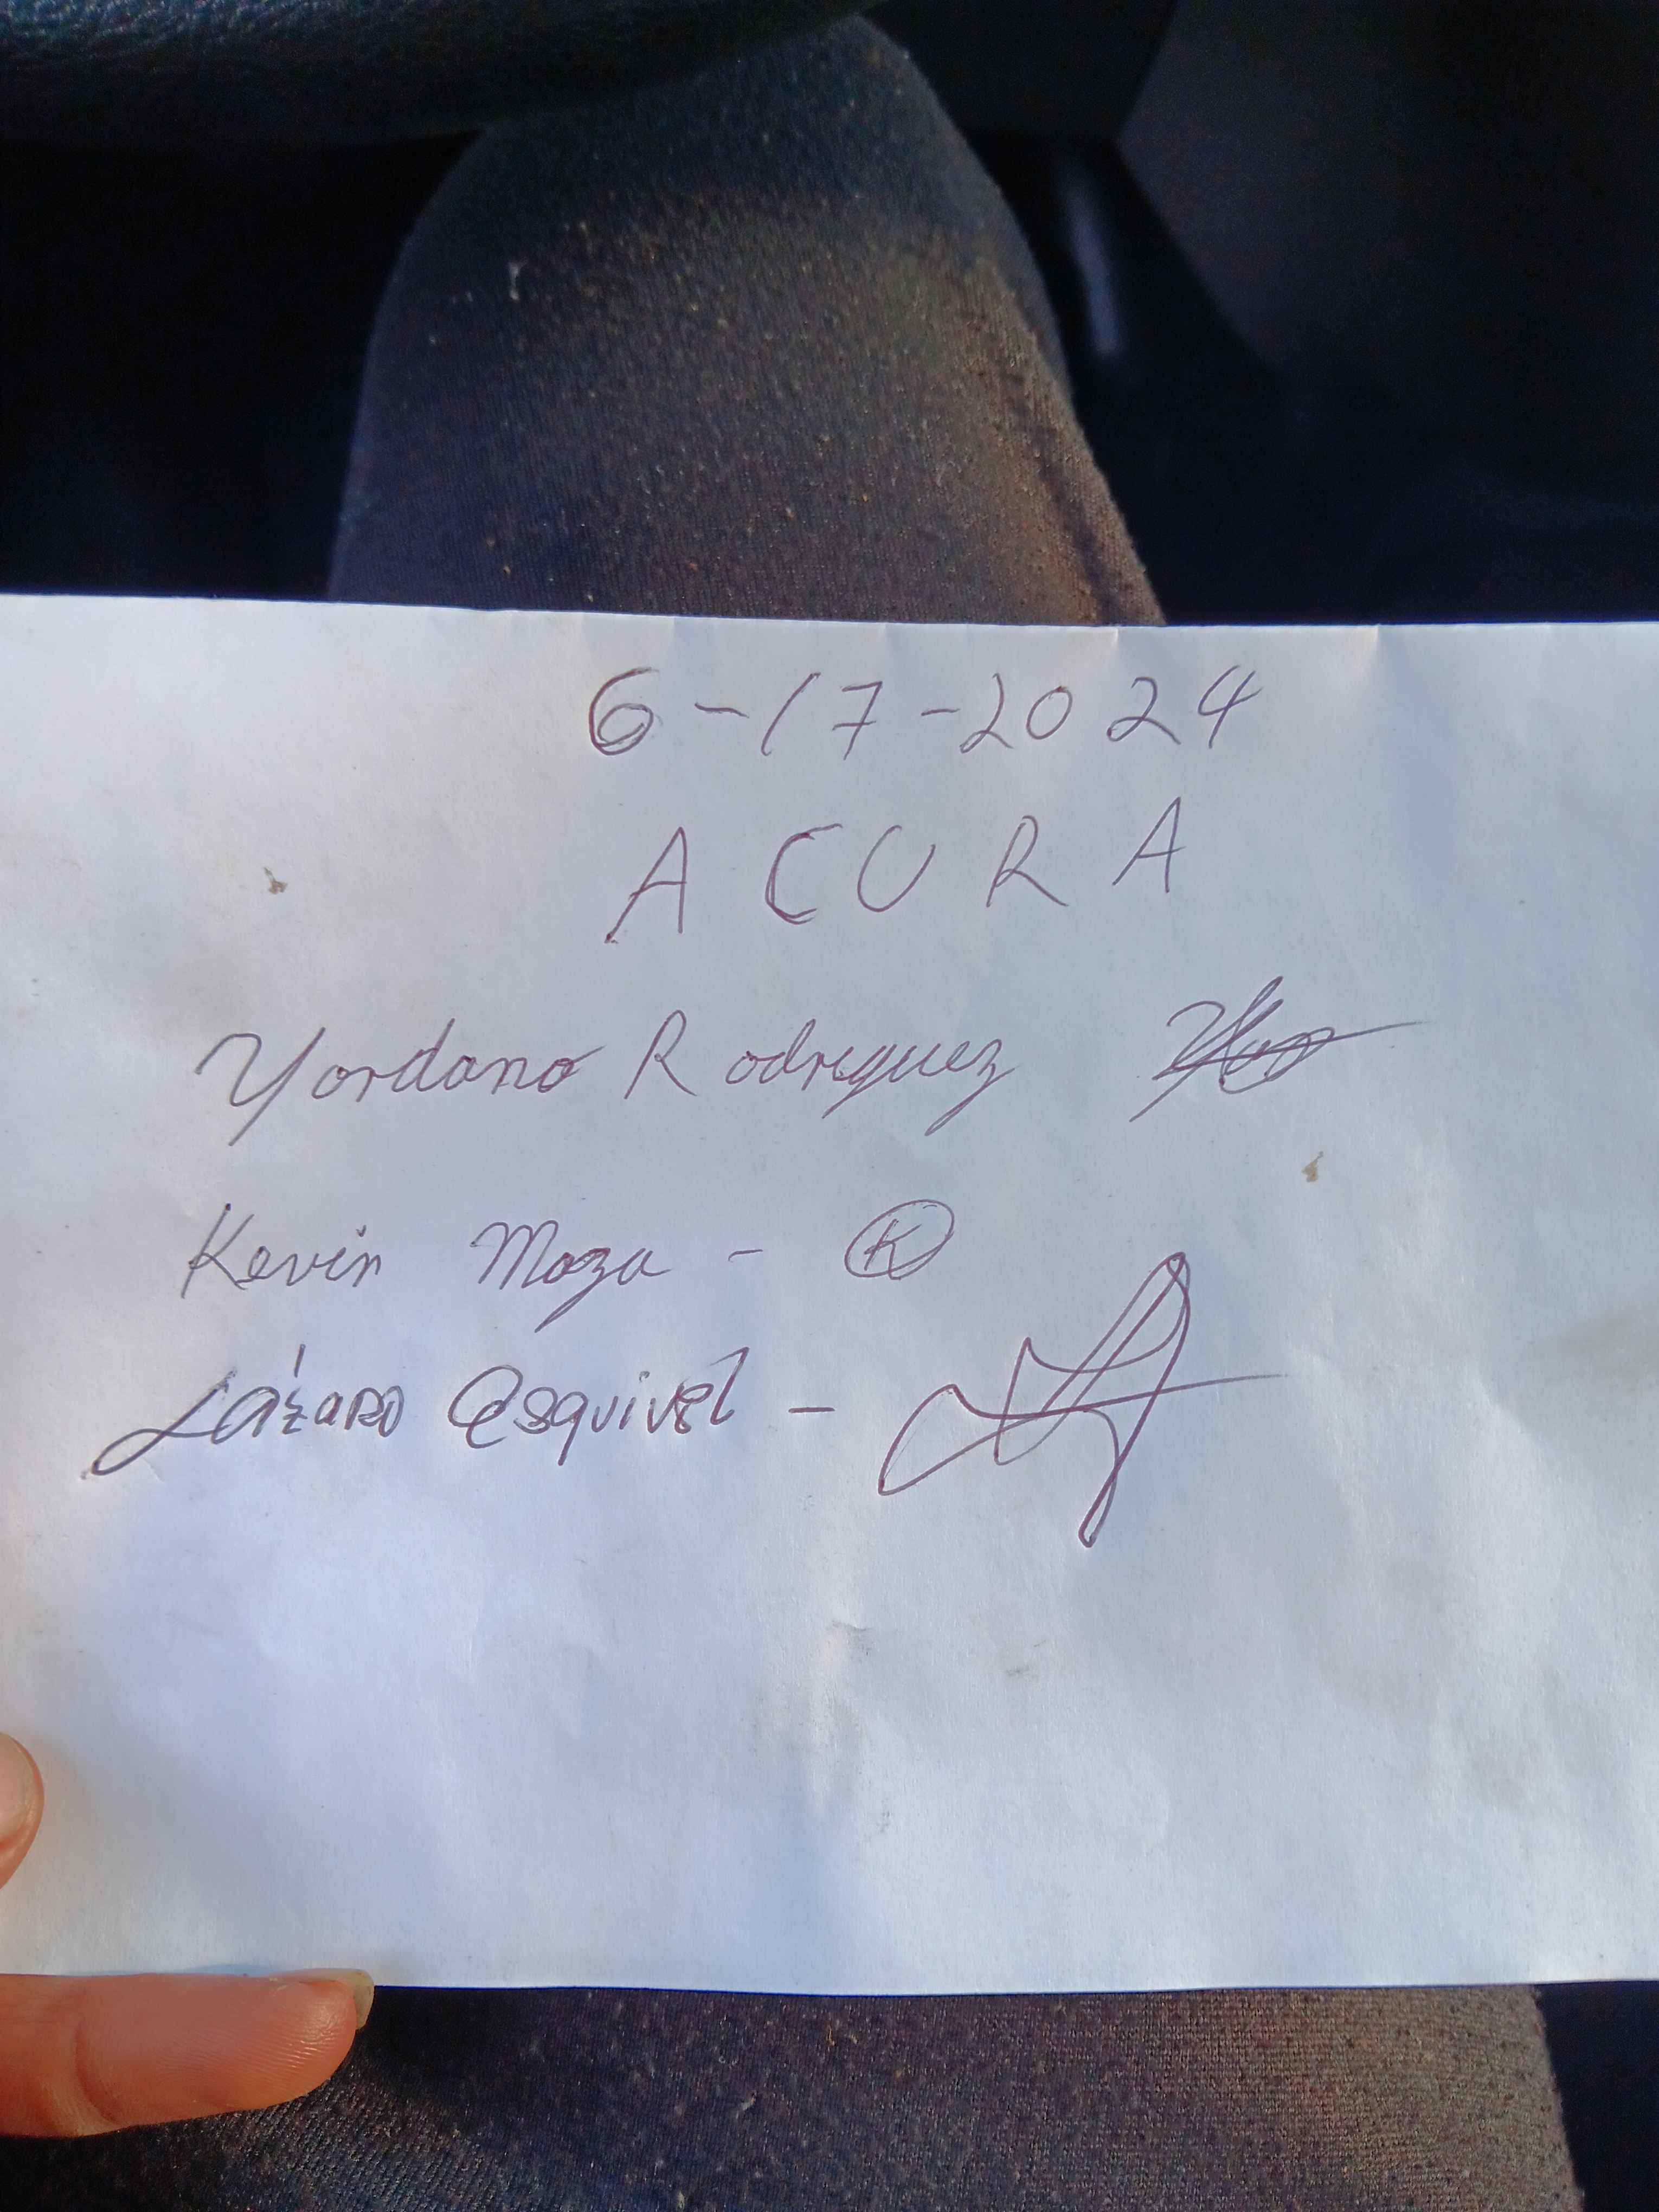 6-17-2024
ACURA
Yordano Rodriguez
Kevin Moza - K
Lázaro Esquivel -